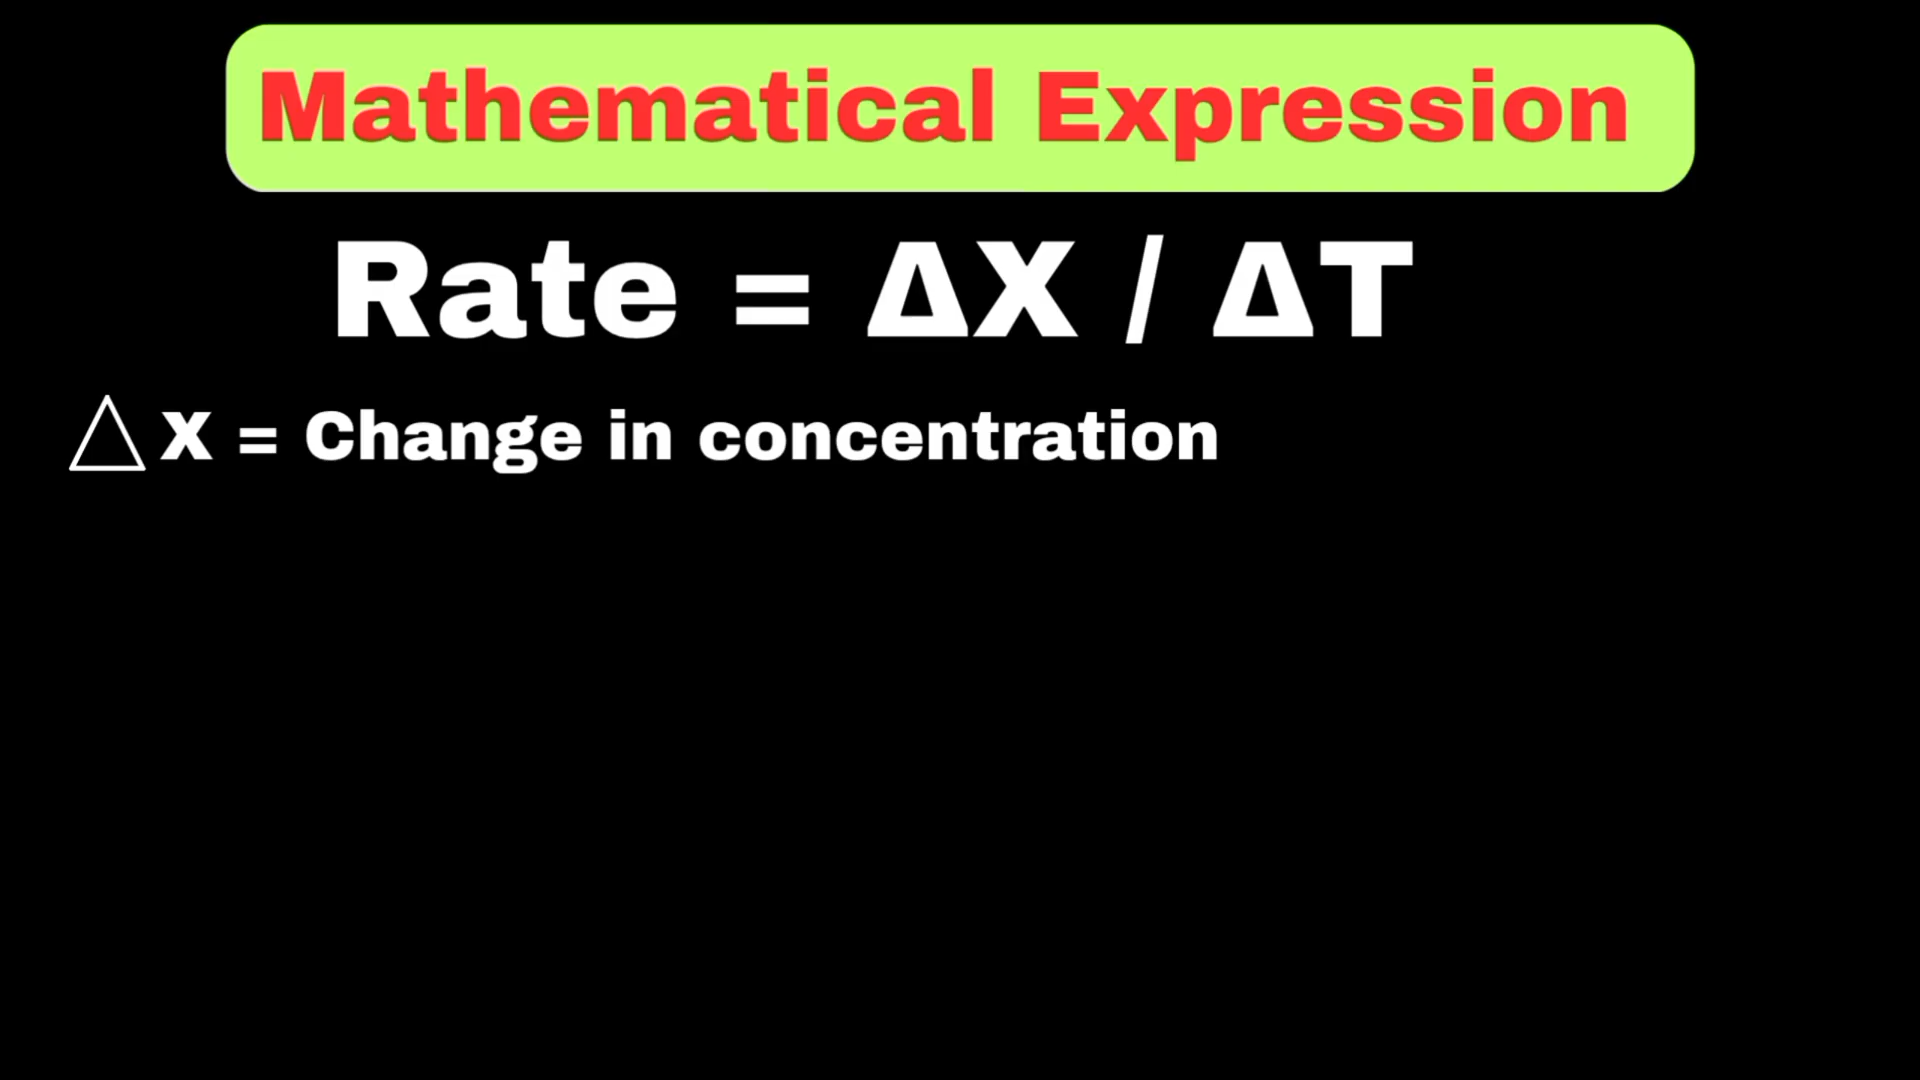 Mathematical Expression
Rate = ΔX / ΔT
△ X = Change in concentration